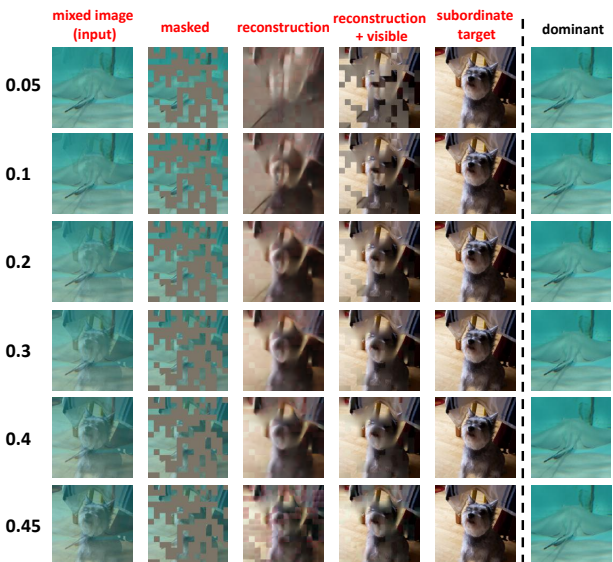 mixed image
(input)
masked
reconstruction
reconstruction
+ visible
subordinate
target
dominant
0.05
0.1
0.2
0.3
0.4
0.45